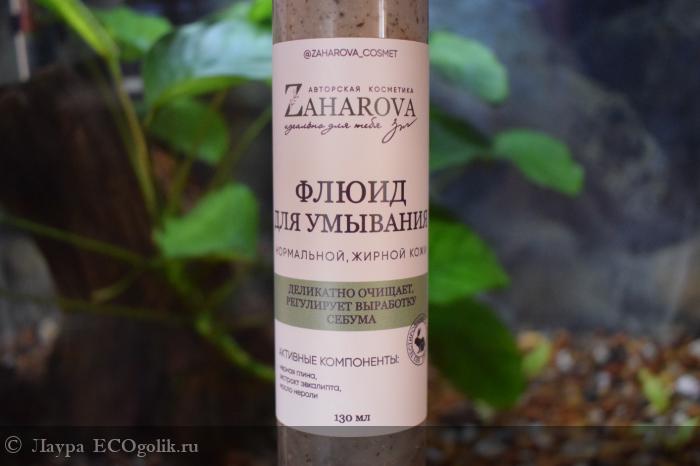 @ZAHAROVA_COSMET
АВТОРСКАЯ КОСМЕТИКА
ZAHAROVA
идеально для тебя
ФЛЮИД
ДЛЯ УМЫВАНИЯ
НОРМАЛЬНОЙ, ЖИРНОЙ КОЖИ
ДЕЛИКАТНО ОЧИЩАЕТ,
РЕГУЛИРУЕТ ВЫРАБОТКУ
СЕБУМА
АКТИВНЫЕ КОМПОНЕНТЫ:
черная глина,
экстракт эвкалипта,
масло нероли
130 мл
© Лаура ECOgolik.ru